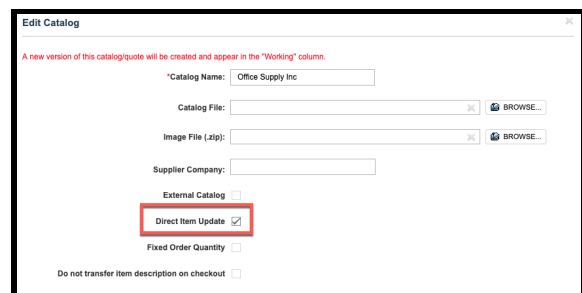 Edit Catalog
A new version of this catalog/quote will be created and appear in the "Working" column.
*Catalog Name: Office Supply Inc
Catalog File: BROWSE...
Image File (.zip): BROWSE...
Supplier Company:
External Catalog
Direct Item Update
Fixed Order Quantity
Do not transfer item description on checkout